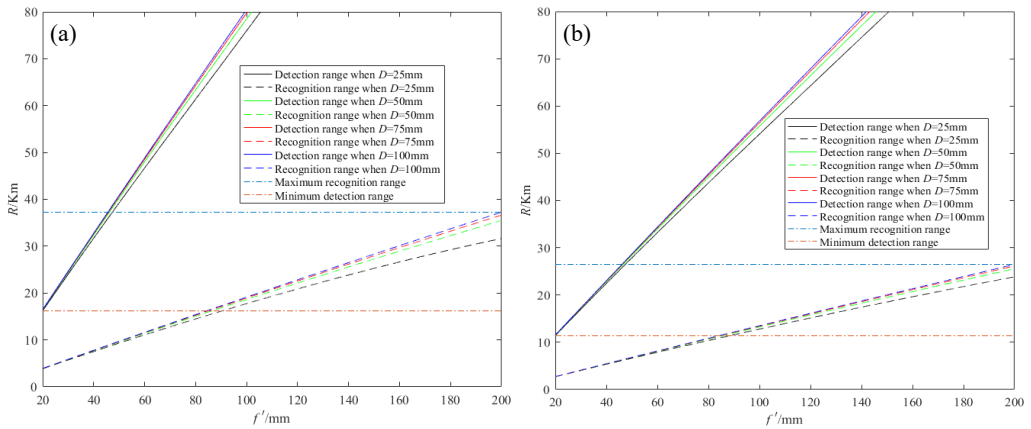 (a)
80
70
60
50
40
30
20
10
0
R/Km
20 40 60 80 100 120 140 160 180 200
f ′/mm
Detection range when D=25mm
Recognition range when D=25mm
Detection range when D=50mm
Recognition range when D=50mm
Detection range when D=75mm
Recognition range when D=75mm
Detection range when D=100mm
Recognition range when D=100mm
Maximum recognition range
Minimum detection range
(b)
80
70
60
50
40
30
20
10
0
R/Km
20 40 60 80 100 120 140 160 180 200
f ′/mm
Detection range when D=25mm
Recognition range when D=25mm
Detection range when D=50mm
Recognition range when D=50mm
Detection range when D=75mm
Recognition range when D=75mm
Detection range when D=100mm
Recognition range when D=100mm
Maximum recognition range
Minimum detection range